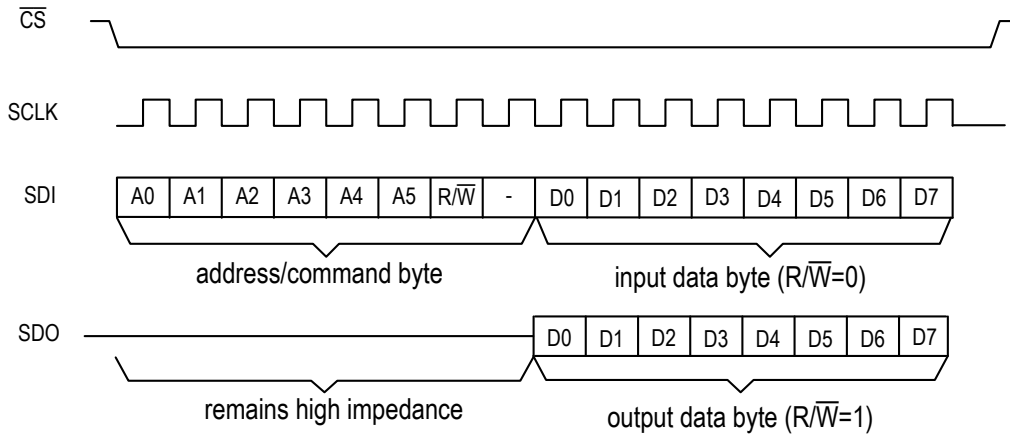 C̅S̅
SCLK
SDI A0 A1 A2 A3 A4 A5 R/W̅ - D0 D1 D2 D3 D4 D5 D6 D7
address/command byte input data byte (R/W̅=0)
SDO D0 D1 D2 D3 D4 D5 D6 D7
remains high impedance output data byte (R/W̅=1)